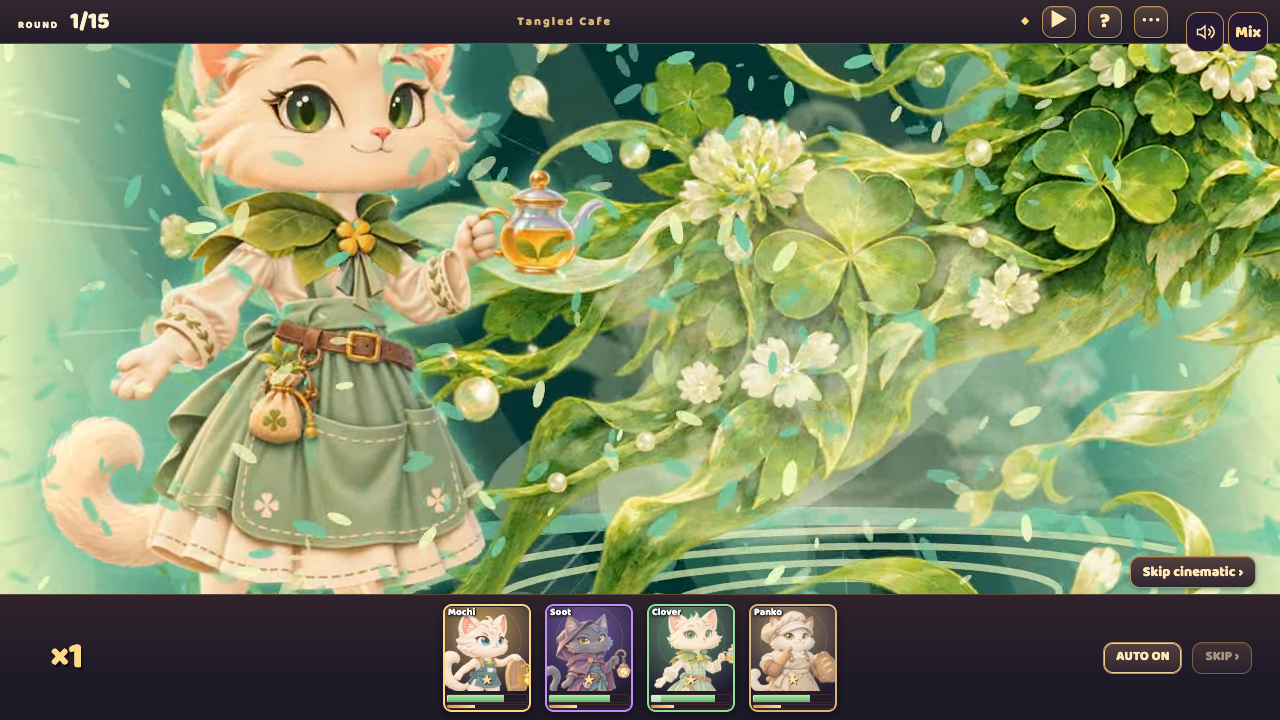 ROUND 1/15
Tangled Cafe
?
Mix
Skip cinematic ›
Mochi
Soot
Clover
Panko
×1
AUTO ON
SKIP ›